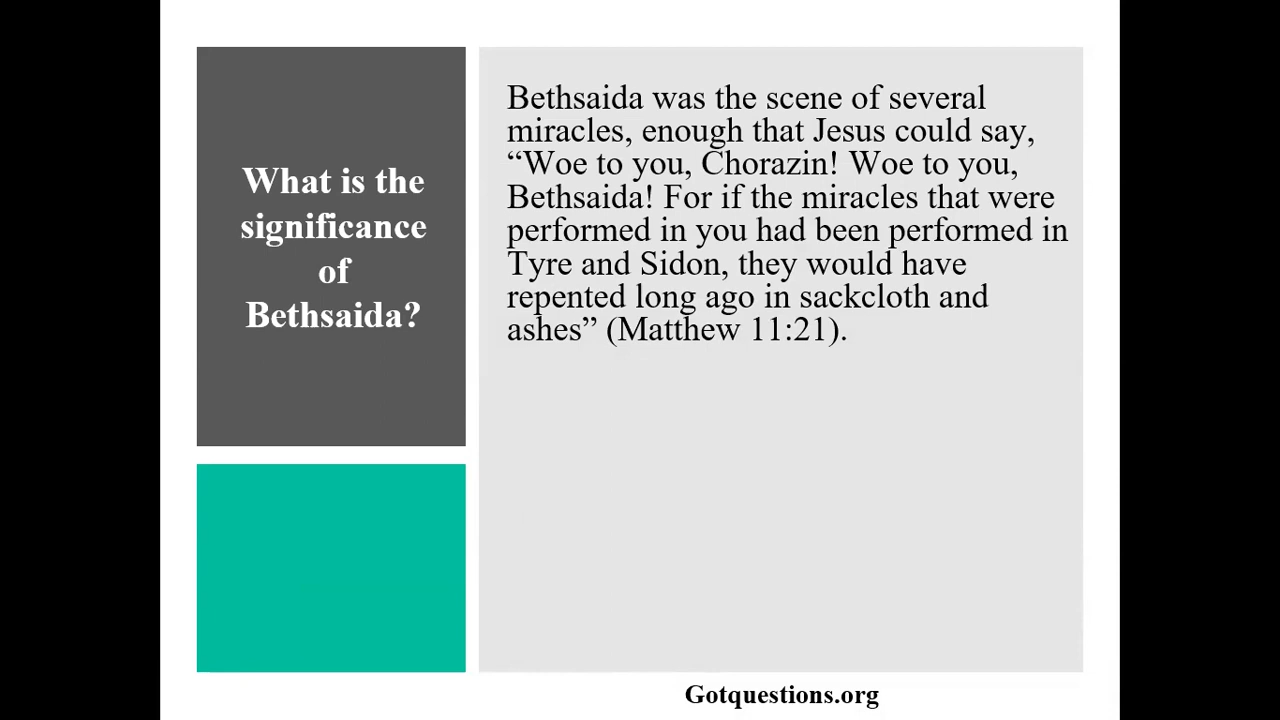 What is the
significance
of
Bethsaida?
Bethsaida was the scene of several
miracles, enough that Jesus could say,
“Woe to you, Chorazin! Woe to you,
Bethsaida! For if the miracles that were
performed in you had been performed in
Tyre and Sidon, they would have
repented long ago in sackcloth and
ashes” (Matthew 11:21).
Gotquestions.org